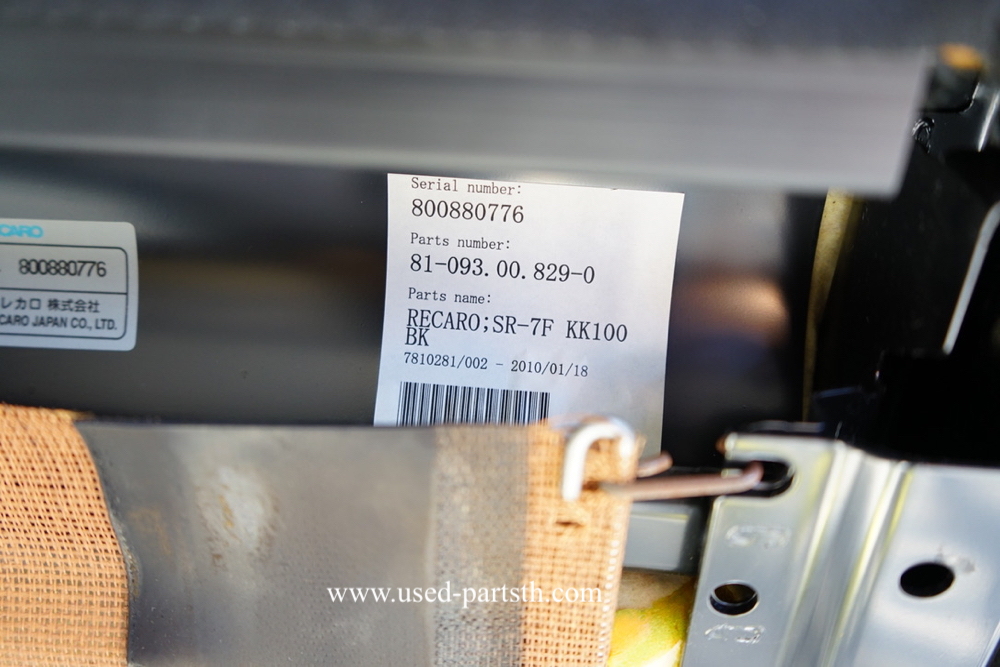 Serial number:
800880776
Parts number:
81-093.00.829-0
Parts name:
RECARO;SR-7F KK100
BK
7810281/002 - 2010/01/18
CARO
800880776
レカロ 株式会社
CARO JAPAN CO., LTD.
www.used-partsth.com